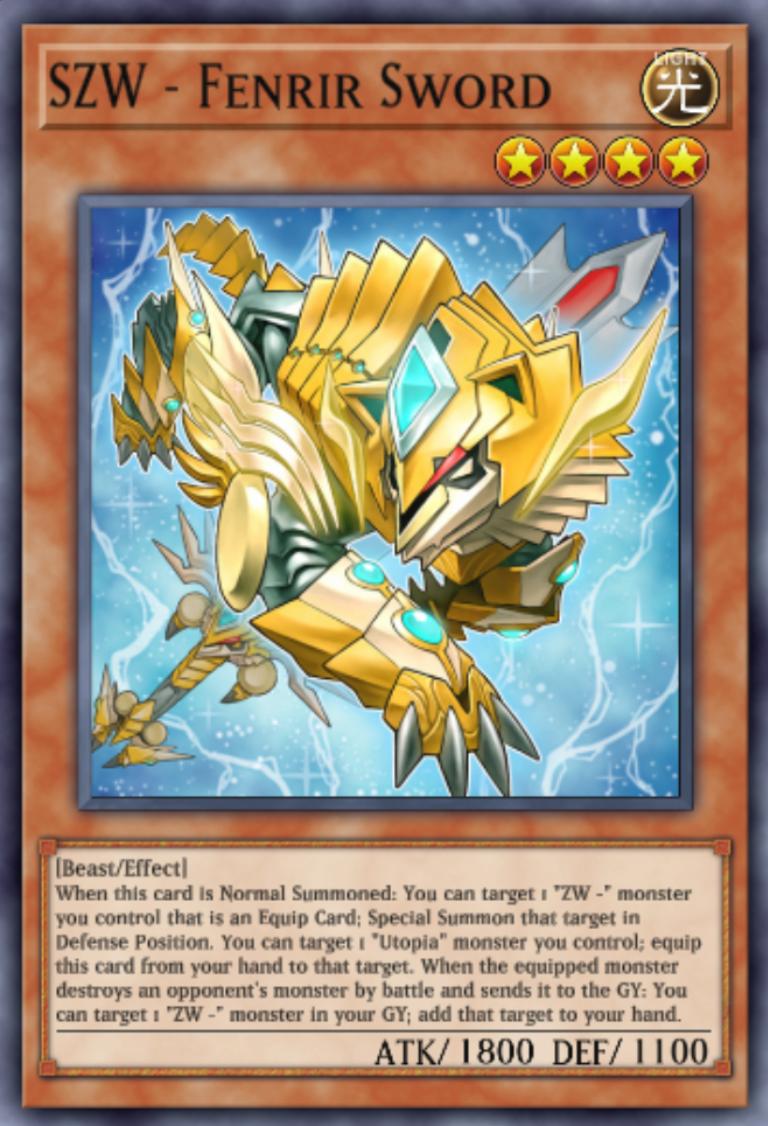 SZW - Fenrir Sword
LIGHT
光
[Beast/Effect]
When this card is Normal Summoned: You can target 1 "ZW -" monster
you control that is an Equip Card; Special Summon that target in
Defense Position. You can target 1 "Utopia" monster you control; equip
this card from your hand to that target. When the equipped monster
destroys an opponent's monster by battle and sends it to the GY: You
can target 1 "ZW -" monster in your GY; add that target to your hand.
ATK/ 1800 DEF/ 1100